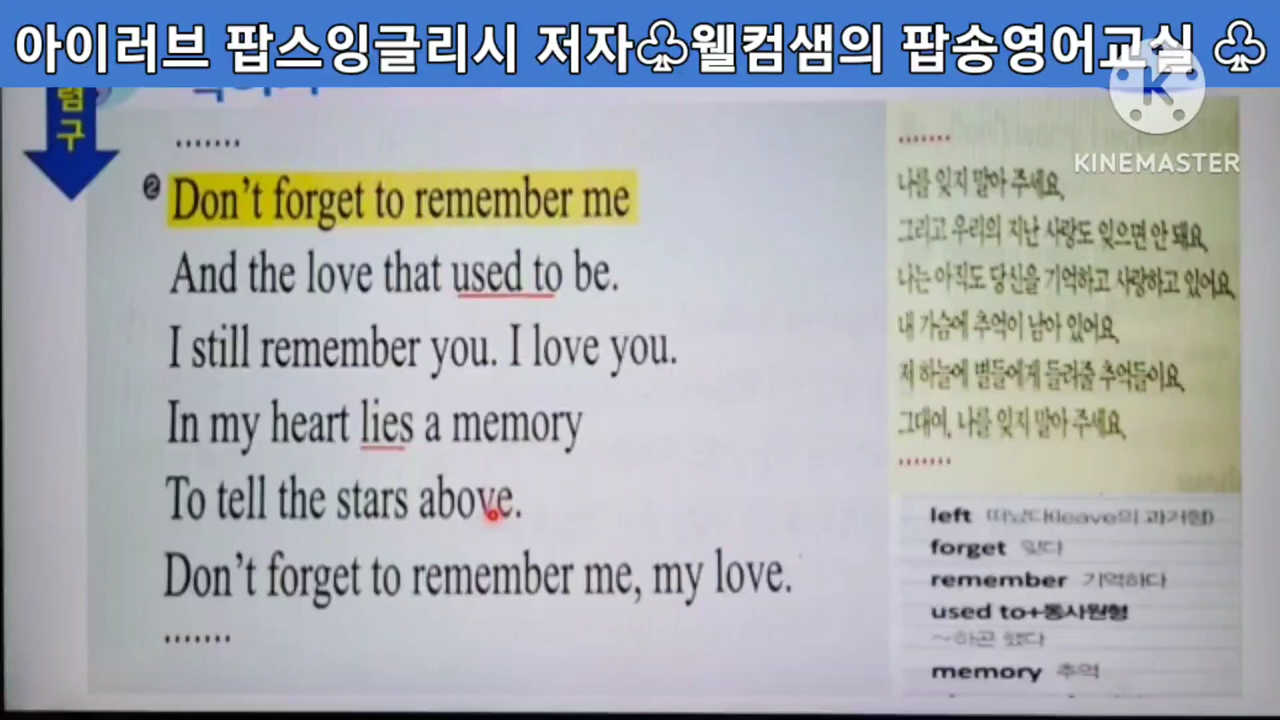 아이러브 팝스잉글리시 저자♧웰컴샘의 팝송영어교실 ♧
K
KINEMASTER
구
.......
❷ Don't forget to remember me
And the love that used to be.
I still remember you. I love you.
In my heart lies a memory
To tell the stars above.
Don't forget to remember me, my love.
.......
.......
나를 잊지 말아 주세요.
그리고 우리의 지난 사랑도 잊으면 안 돼요.
나는 아직도 당신을 기억하고 사랑하고 있어요.
내 가슴에 추억이 남아 있어요.
저 하늘에 별들에게 들려줄 추억들이요.
그대여, 나를 잊지 말아 주세요.
.......
left 떠났다(leave의 과거형)
forget 잊다
remember 기억하다
used to+동사원형
~하곤 했다
memory 추억